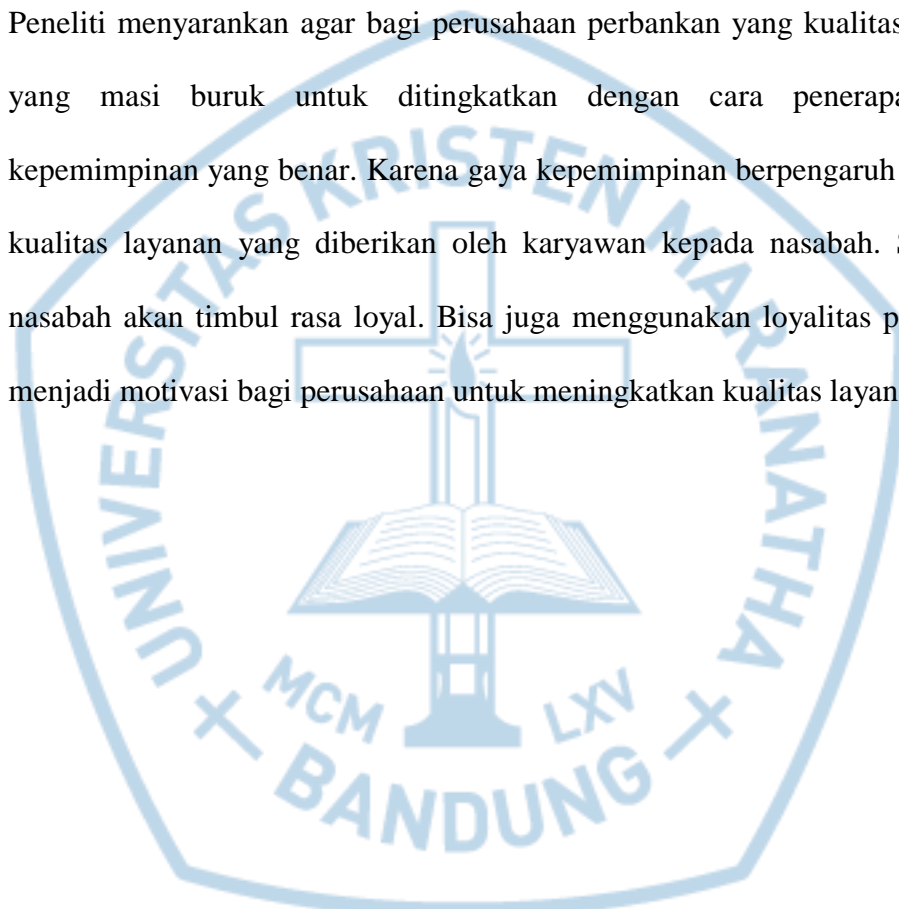 Peneliti menyarankan agar bagi perusahaan perbankan yang kualitas
yang masi buruk untuk ditingkatkan dengan cara penerapa
kepemimpinan yang benar. Karena gaya kepemimpinan berpengaruh
kualitas layanan yang diberikan oleh karyawan kepada nasabah.
nasabah akan timbul rasa loyal. Bisa juga menggunakan loyalitas p
menjadi motivasi bagi perusahaan untuk meningkatkan kualitas layan
UNIVERSITAS KRISTEN MARANATHA
MCM LXV
BANDUNG